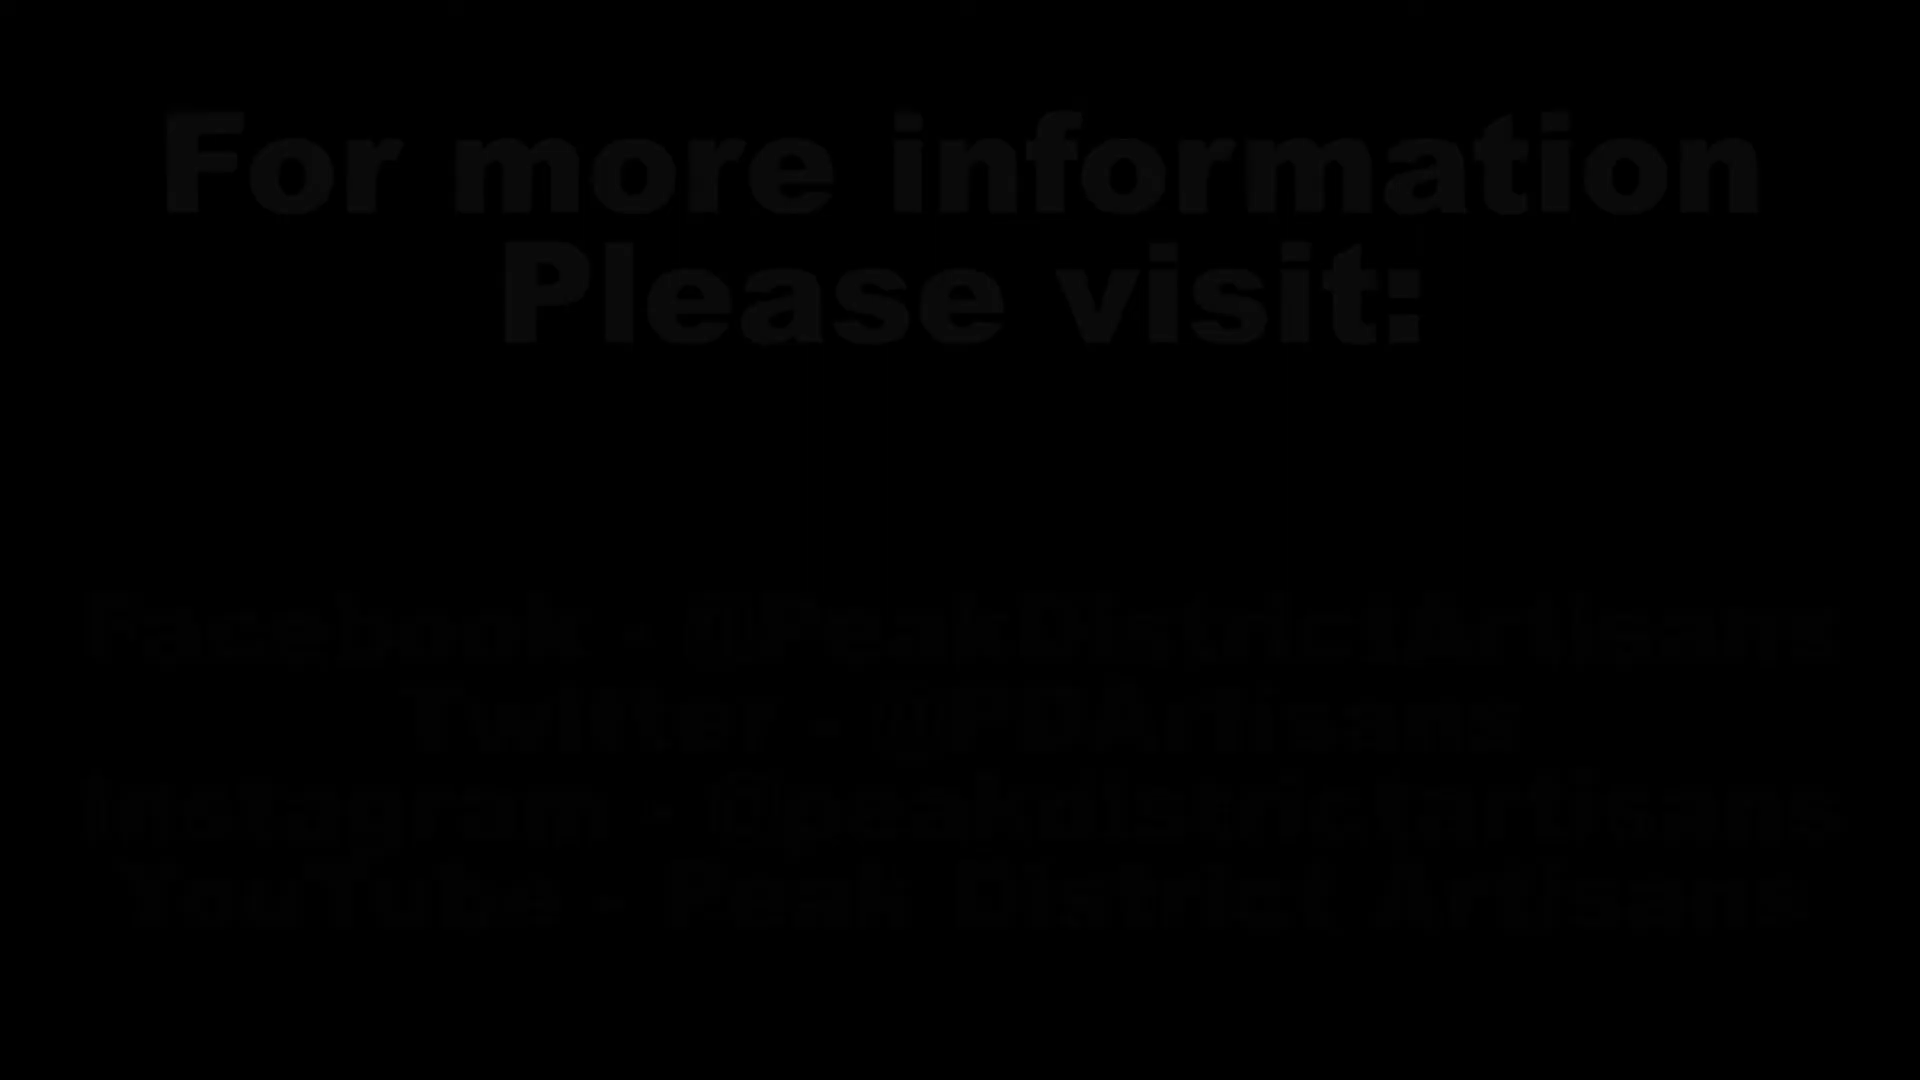 For more information
Please visit:
Facebook - @PeakDistrictArtisans
Twitter - @PDArtisans
Instagram - @peakdistrictartisans
YouTube - Peak District Artisans